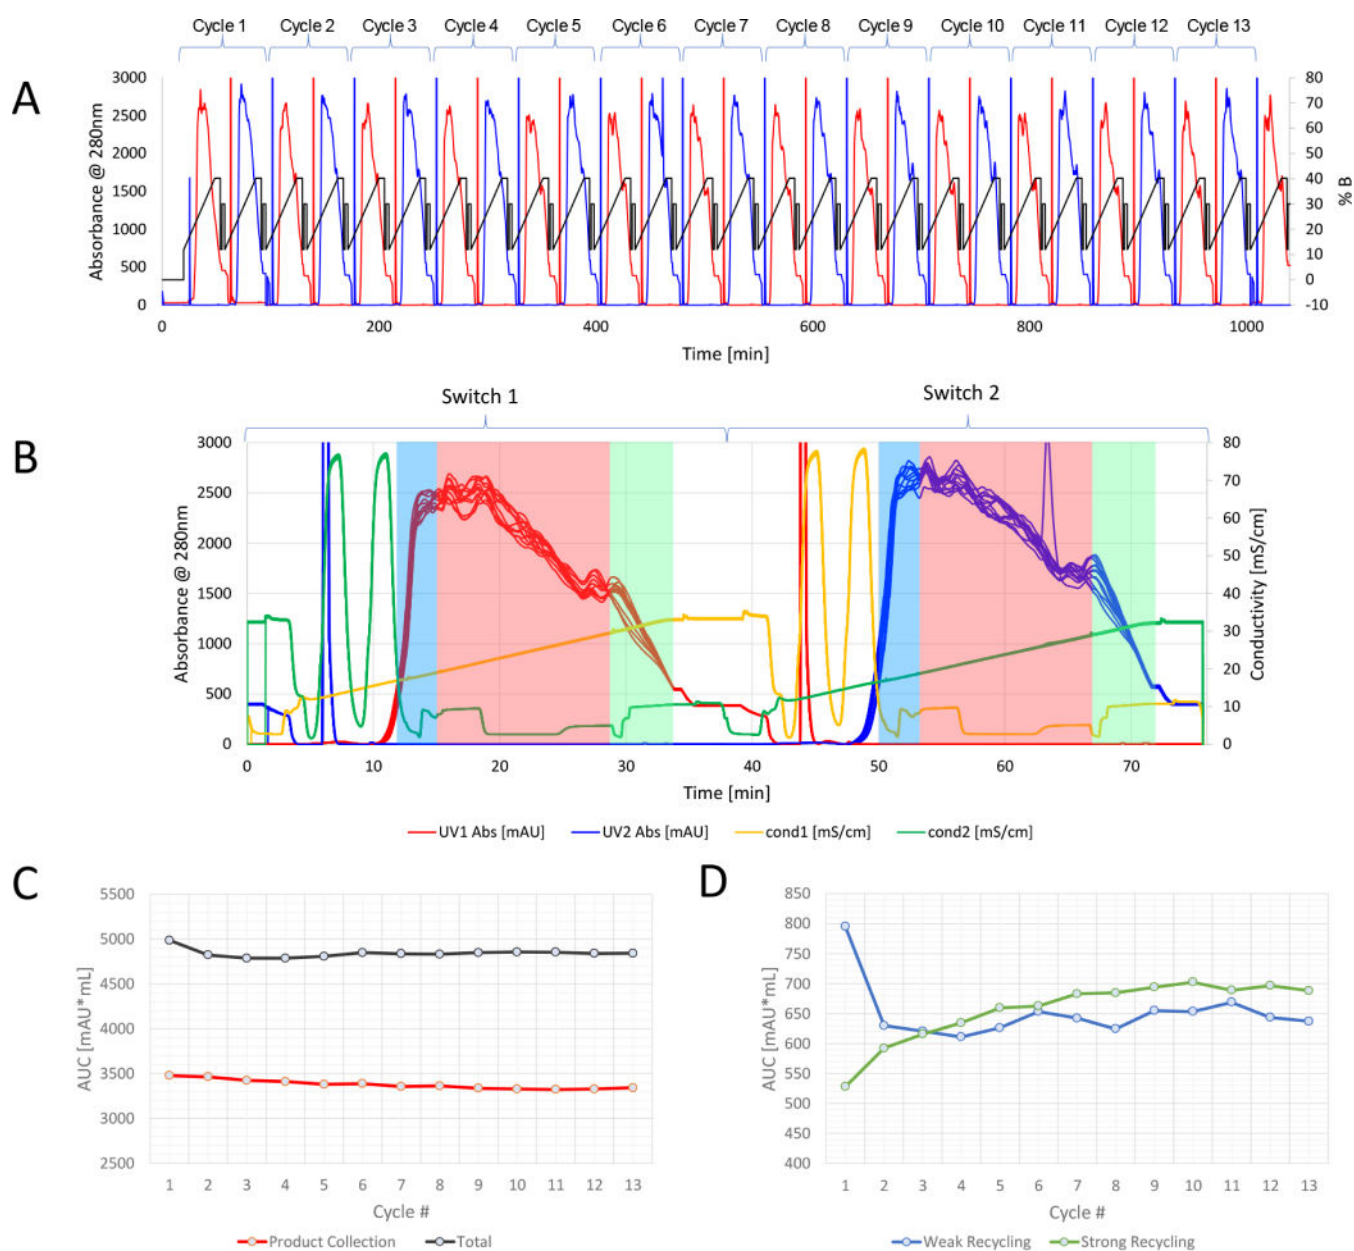 Cycle 1 Cycle 2 Cycle 3 Cycle 4 Cycle 5 Cycle 6 Cycle 7 Cycle 8 Cycle 9 Cycle 10 Cycle 11 Cycle 12 Cycle 13
A
3000 80
2500 70
2000 60
1500 50
1000 40
500 30
0 20
10
0
-10
Absorbance @ 280nm
% B
0 200 400 600 800 1000
Time [min]
Switch 1 Switch 2
B
3000 80
2500 70
2000 60
1500 50
1000 40
500 30
0 20
10
0
Absorbance @ 280nm
Conductivity [mS/cm]
0 10 20 30 40 50 60 70
Time [min]
UV1 Abs [mAU] UV2 Abs [mAU] cond1 [mS/cm] cond2 [mS/cm]
C
5500
5000
4500
4000
3500
3000
2500
AUC [mAU*mL]
1 2 3 4 5 6 7 8 9 10 11 12 13
Cycle #
Product Collection Total
D
850
800
750
700
650
600
550
500
450
400
AUC [mAU*mL]
1 2 3 4 5 6 7 8 9 10 11 12 13
Cycle #
Weak Recycling Strong Recycling